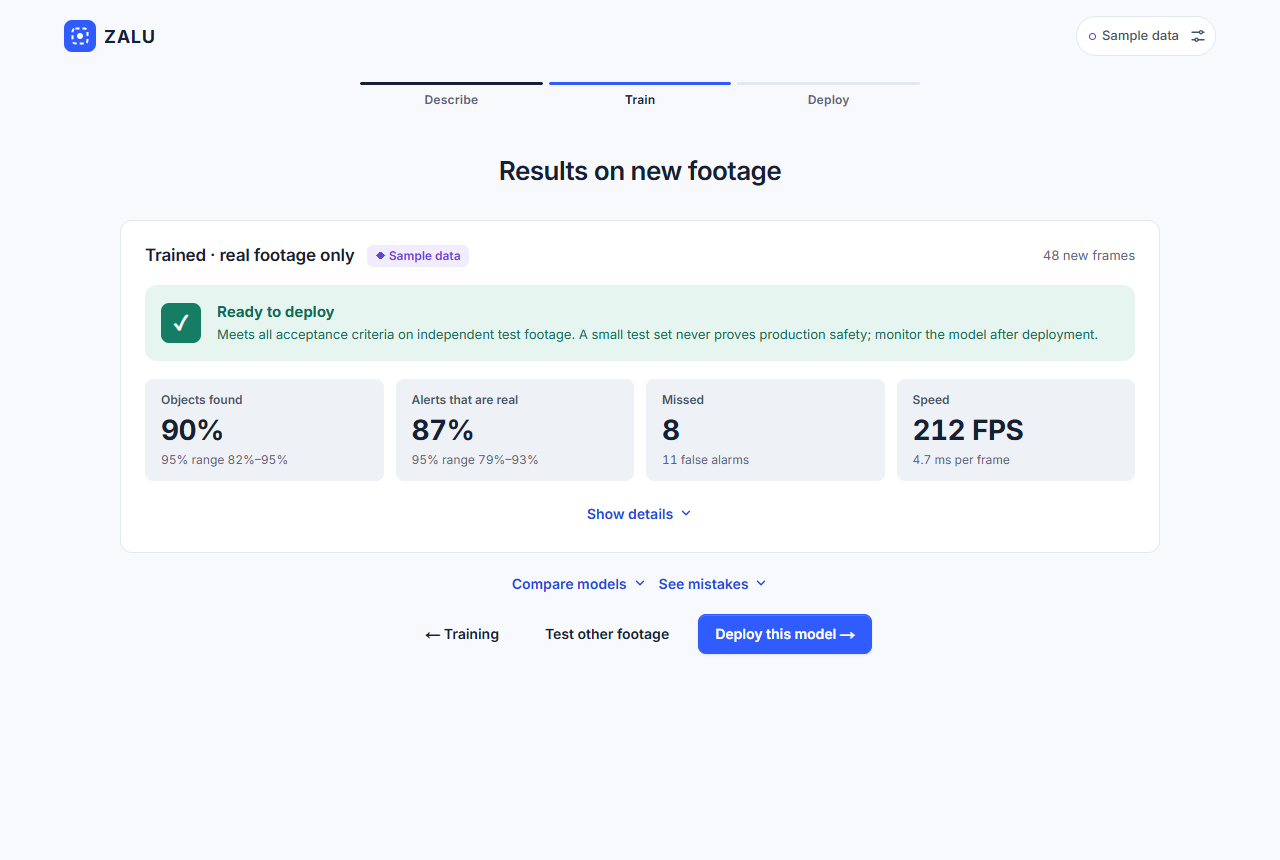 ZALU
Sample data
Describe
Train
Deploy
Results on new footage
Trained · real footage only
Sample data
48 new frames
Ready to deploy
Meets all acceptance criteria on independent test footage. A small test set never proves production safety; monitor the model after deployment.
Objects found
90%
95% range 82%–95%
Alerts that are real
87%
95% range 79%–93%
Missed
8
11 false alarms
Speed
212 FPS
4.7 ms per frame
Show details
Compare models
See mistakes
← Training
Test other footage
Deploy this model →